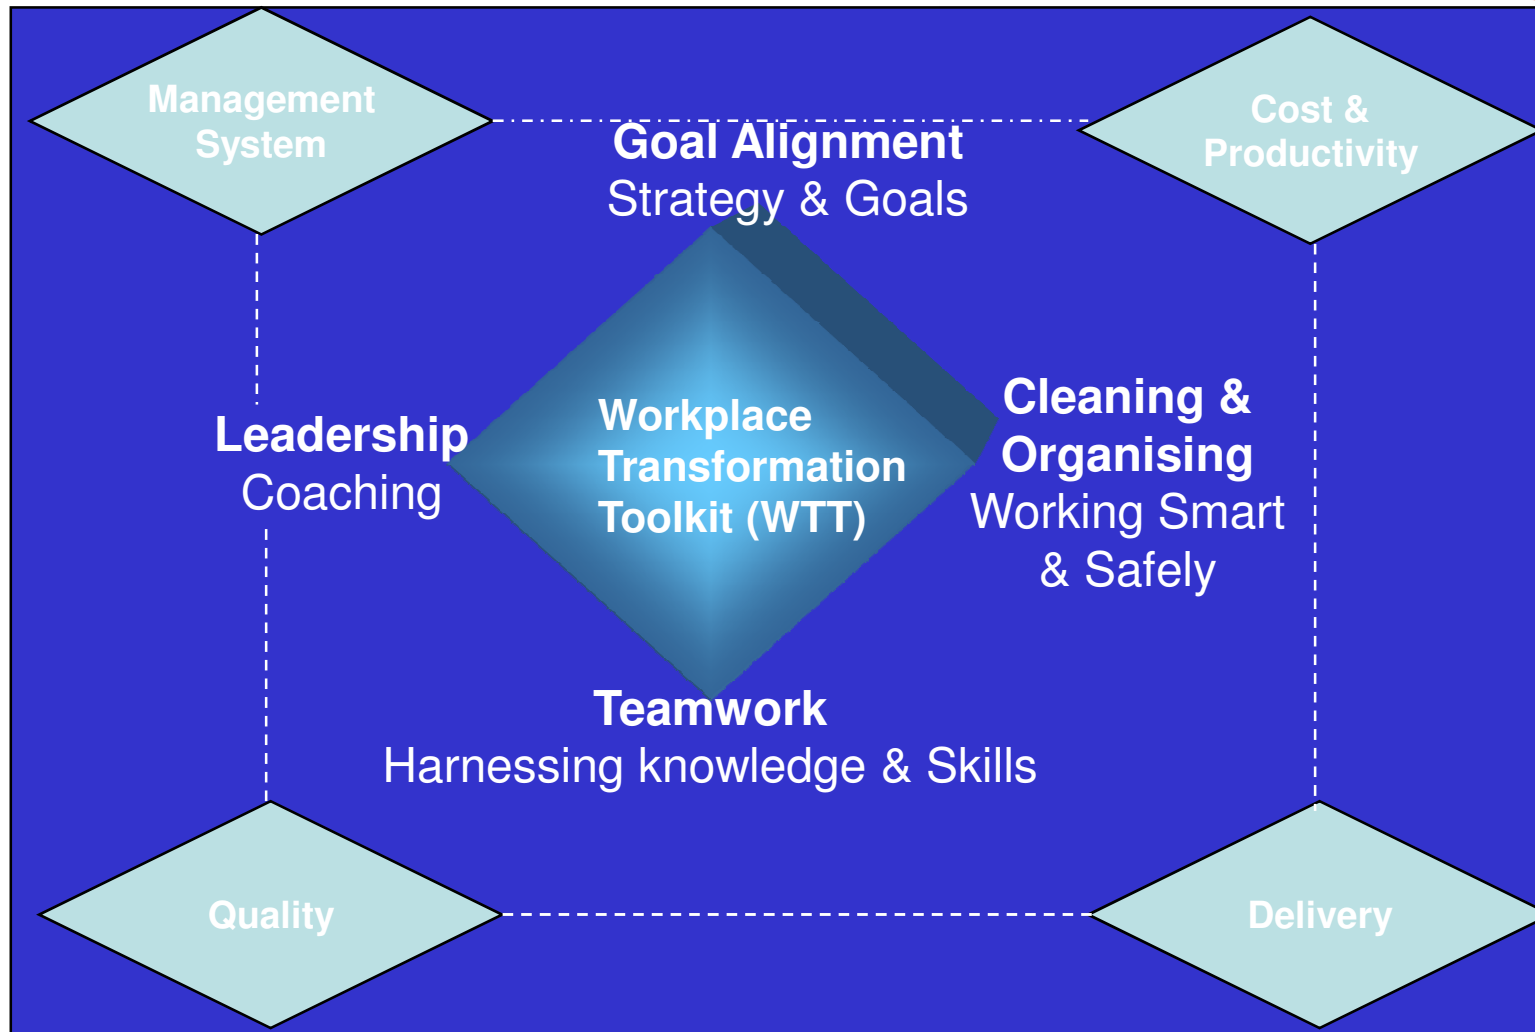 Management
System
Cost &
Productivity
Goal Alignment
Strategy & Goals
Leadership
Coaching
Workplace
Transformation
Toolkit (WTT)
Cleaning &
Organising
Working Smart
& Safely
Teamwork
Harnessing knowledge & Skills
Quality
Delivery